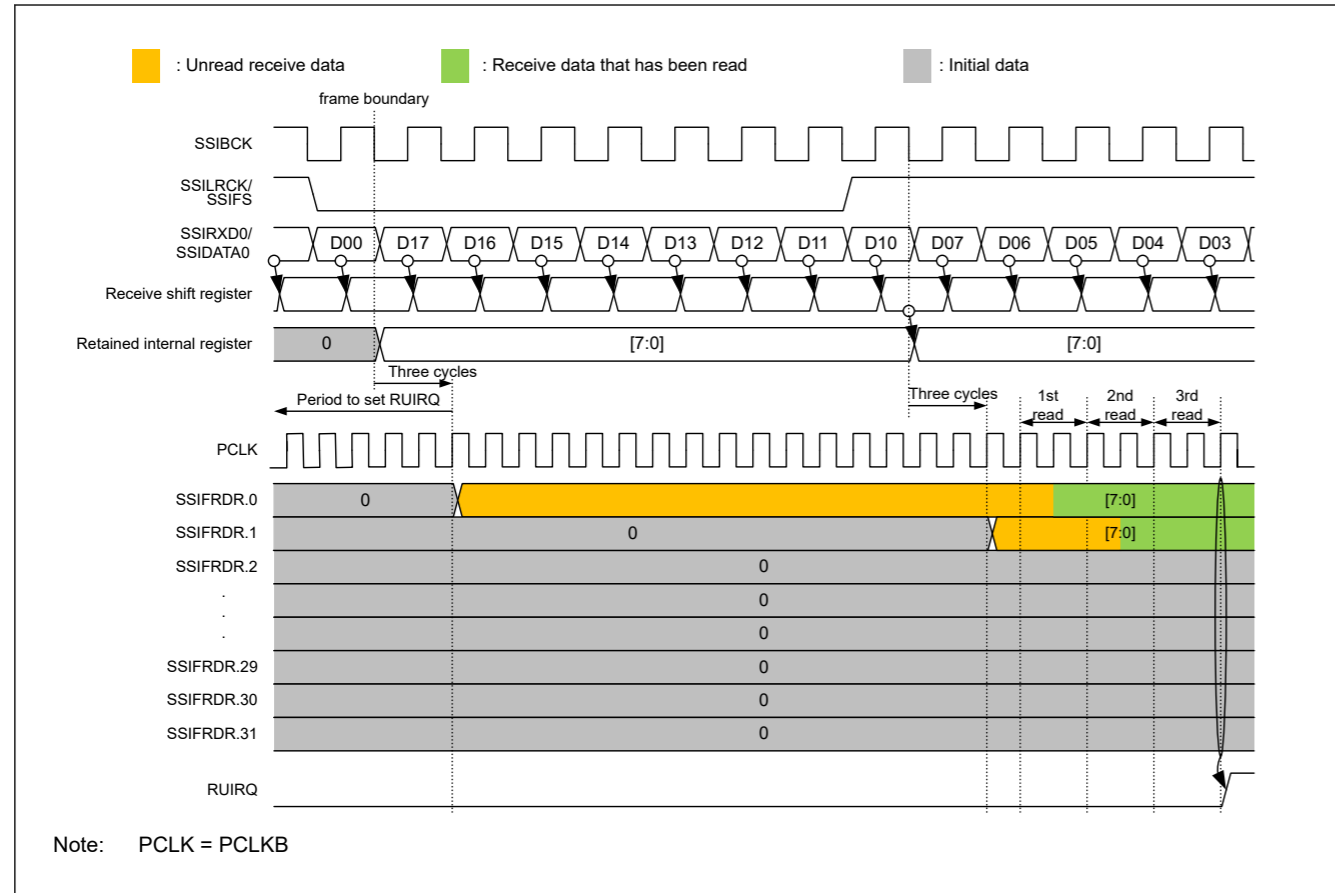 : Unread receive data : Receive data that has been read : Initial data
frame boundary
SSIBCK
SSILRCK/
SSIFS
SSIRXD0/
SSIDATA0
D00 D17 D16 D15 D14 D13 D12 D11 D10 D07 D06 D05 D04 D03
Receive shift register
Retained internal register 0 [7:0] [7:0]
Three cycles
Period to set RUIRQ
Three cycles
1st
read
2nd
read
3rd
read
PCLK
SSIFRDR.0 0 [7:0]
SSIFRDR.1 0 [7:0]
SSIFRDR.2 0
. 0
.
. 0
SSIFRDR.29 0
SSIFRDR.30 0
SSIFRDR.31 0
RUIRQ
Note: PCLK = PCLKB